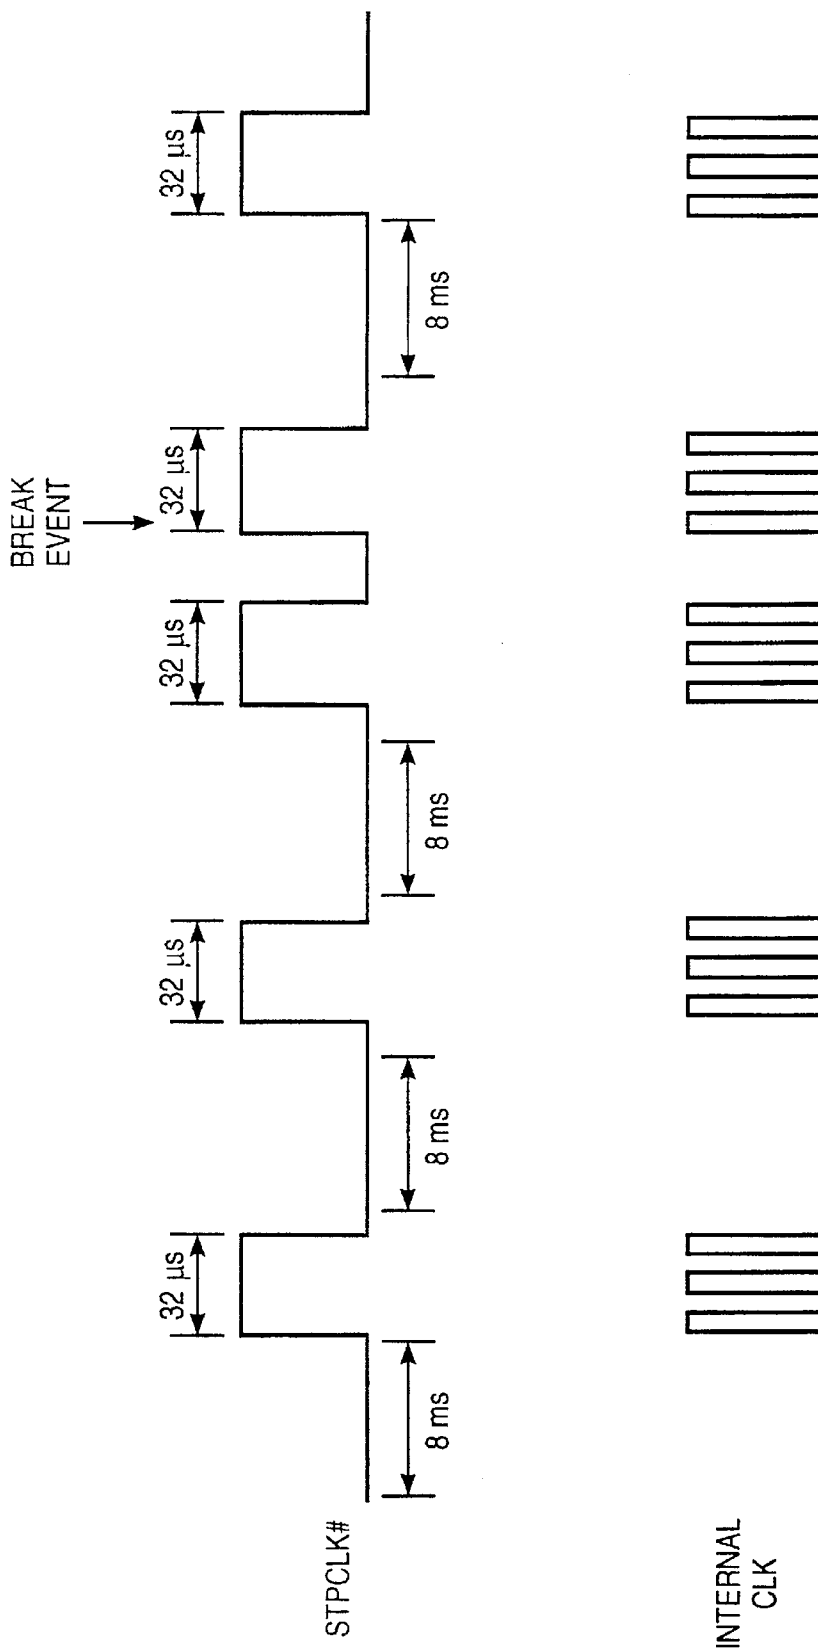 BREAK
EVENT
32 µs
32 µs
32 µs
32 µs
32 µs
STPCLK#
8 ms
8 ms
8 ms
8 ms
INTERNAL
CLK